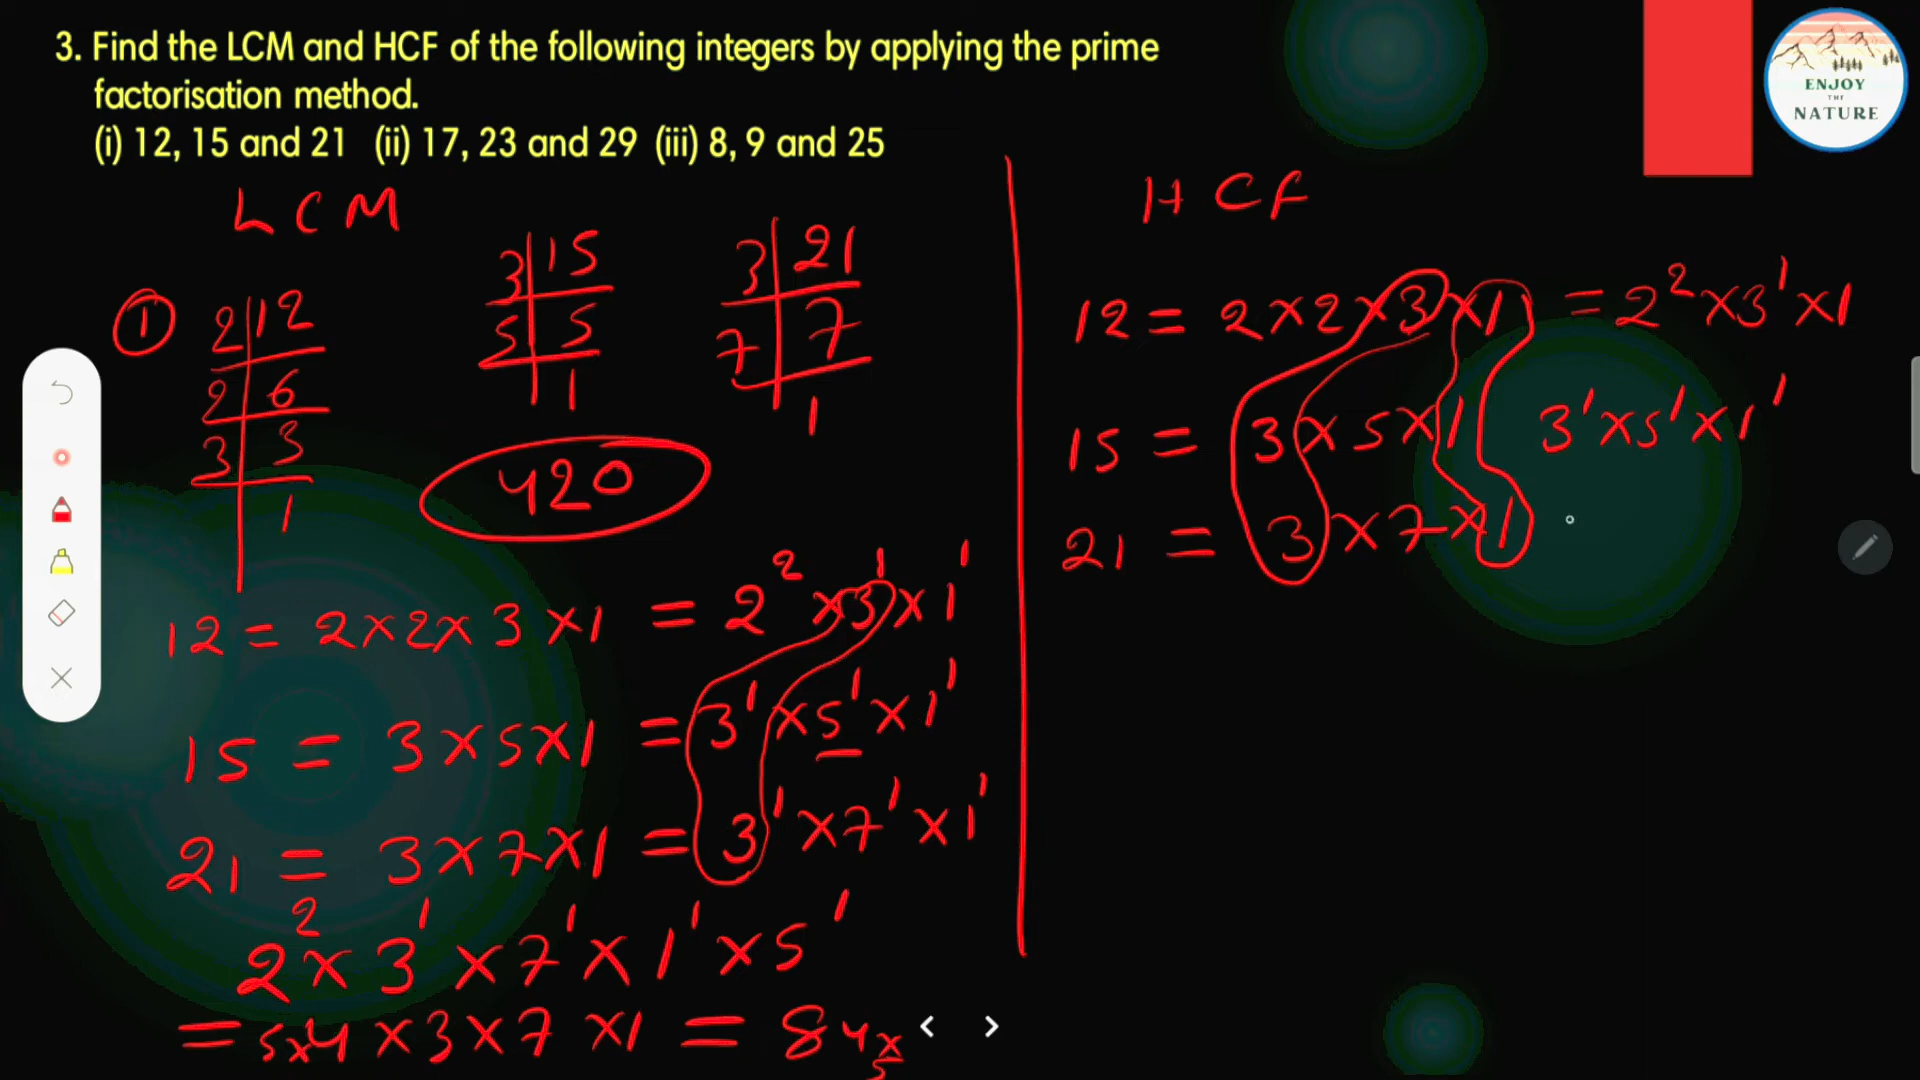 3. Find the LCM and HCF of the following integers by applying the prime
factorisation method.
(i) 12, 15 and 21 (ii) 17, 23 and 29 (iii) 8, 9 and 25
ENJOY
THE
NATURE
LCM
① 2 | 12
2 | 6
3 | 3
1
3 | 15
5 | 5
1
3 | 21
7 | 7
1
420
12 = 2×2×3×1 = 2² ×3¹×1¹
15 = 3×5×1 = 3¹×5¹×1¹
21 = 3×7×1 = 3¹×7¹×1¹
2²×3¹×7¹×1¹×5¹
= 5×4×3×7×1 = 84×5
HCF
12 = 2×2×3×1 = 2²×3¹×1
15 = 3×5×1 3¹×5¹×1¹
21 = 3×7×1